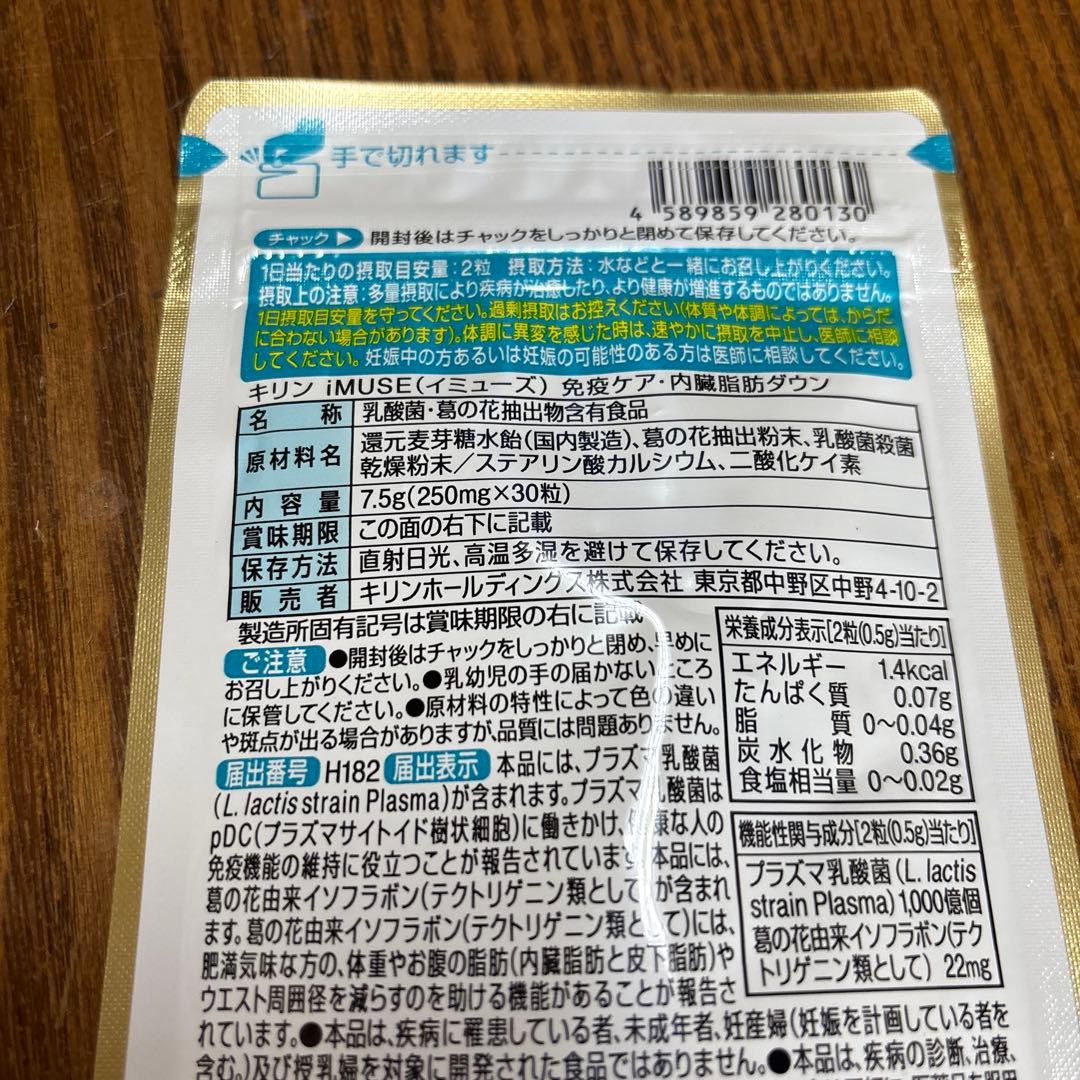 手で切れます
4 589859 280130
チャック 開封後はチャックをしっかりと閉めて保存してください。
1日当たりの摂取目安量:2粒 摂取方法:水などと一緒にお召し上がりください。
摂取上の注意:多量摂取により疾病が治癒したり、より健康が増進するものではありません。
1日摂取目安量を守ってください。過剰摂取はお控えください(体質や体調によっては、からだ
に合わない場合があります)。体調に異変を感じた時は、速やかに摂取を中止し、医師に相談
してください。妊娠中の方あるいは妊娠の可能性のある方は医師に相談してください。
キリン iMUSE(イミューズ) 免疫ケア・内臓脂肪ダウン
名称 乳酸菌・葛の花抽出物含有食品
原材料名 還元麦芽糖水飴(国内製造)、葛の花抽出粉末、乳酸菌殺菌
乾燥粉末/ステアリン酸カルシウム、二酸化ケイ素
内容量 7.5g(250mg×30粒)
賞味期限 この面の右下に記載
保存方法 直射日光、高温多湿を避けて保存してください。
販売者 キリンホールディングス株式会社 東京都中野区中野4-10-2
製造所固有記号は賞味期限の右に記載
ご注意 ●開封後はチャックをしっかりと閉め、早めに
お召し上がりください。●乳幼児の手の届かないところ
に保管してください。●原材料の特性によって色の違い
や斑点が出る場合がありますが、品質には問題ありません。
栄養成分表示[2粒(0.5g)当たり]
エネルギー 1.4kcal
たんぱく質 0.07g
脂質 0~0.04g
炭水化物 0.36g
食塩相当量 0~0.02g
届出番号 H182 届出表示 本品には、プラズマ乳酸菌
(L. lactis strain Plasma)が含まれます。プラズマ乳酸菌は
pDC(プラズマサイトイド樹状細胞)に働きかけ、健康な人の
免疫機能の維持に役立つことが報告されています。本品には、
葛の花由来イソフラボン(テクトリゲニン類として)が含まれ
ます。葛の花由来イソフラボン(テクトリゲニン類として)には、
肥満気味な方の、体重やお腹の脂肪(内臓脂肪と皮下脂肪)や
ウエスト周囲径を減らすのを助ける機能があることが報告さ
れています。●本品は、疾病に罹患している者、未成年者、妊産婦(妊娠を計画している者を
含む。)及び授乳婦を対象に開発された食品ではありません。●本品は、疾病の診断、治療、
機能性関与成分[2粒(0.5g)当たり]
プラズマ乳酸菌(L. lactis
strain Plasma) 1,000億個
葛の花由来イソフラボン(テク
トリゲニン類として) 22mg